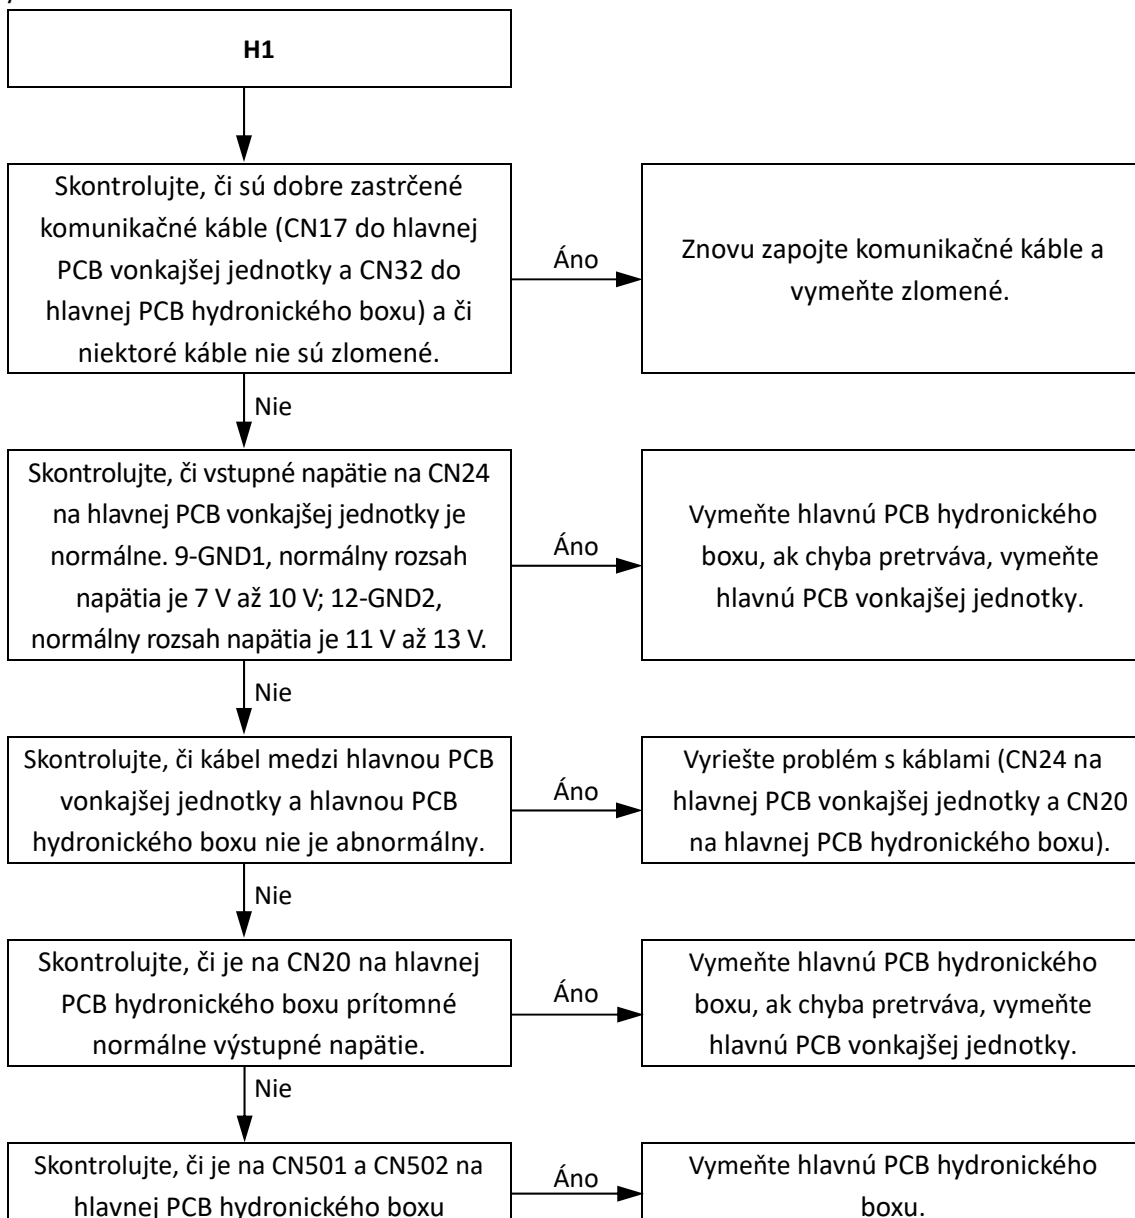 H1
Skontrolujte, či sú dobre zastrčené
komunikačné káble (CN17 do hlavnej
PCB vonkajšej jednotky a CN32 do
hlavnej PCB hydronického boxu) a či
niektoré káble nie sú zlomené.
Áno
Znovu zapojte komunikačné káble a
vymeňte zlomené.
Nie
Skontrolujte, či vstupné napätie na CN24
na hlavnej PCB vonkajšej jednotky je
normálne. 9-GND1, normálny rozsah
napätia je 7 V až 10 V; 12-GND2,
normálny rozsah napätia je 11 V až 13 V.
Áno
Vymeňte hlavnú PCB hydronického
boxu, ak chyba pretrváva, vymeňte
hlavnú PCB vonkajšej jednotky.
Nie
Skontrolujte, či kábel medzi hlavnou PCB
vonkajšej jednotky a hlavnou PCB
hydronického boxu nie je abnormálny.
Áno
Vyriešte problém s káblami (CN24 na
hlavnej PCB vonkajšej jednotky a CN20
na hlavnej PCB hydronického boxu).
Nie
Skontrolujte, či je na CN20 na hlavnej
PCB hydronického boxu prítomné
normálne výstupné napätie.
Áno
Vymeňte hlavnú PCB hydronického
boxu, ak chyba pretrváva, vymeňte
hlavnú PCB vonkajšej jednotky.
Nie
Skontrolujte, či je na CN501 a CN502 na
hlavnej PCB hydronického boxu
Áno
Vymeňte hlavnú PCB hydronického
boxu.